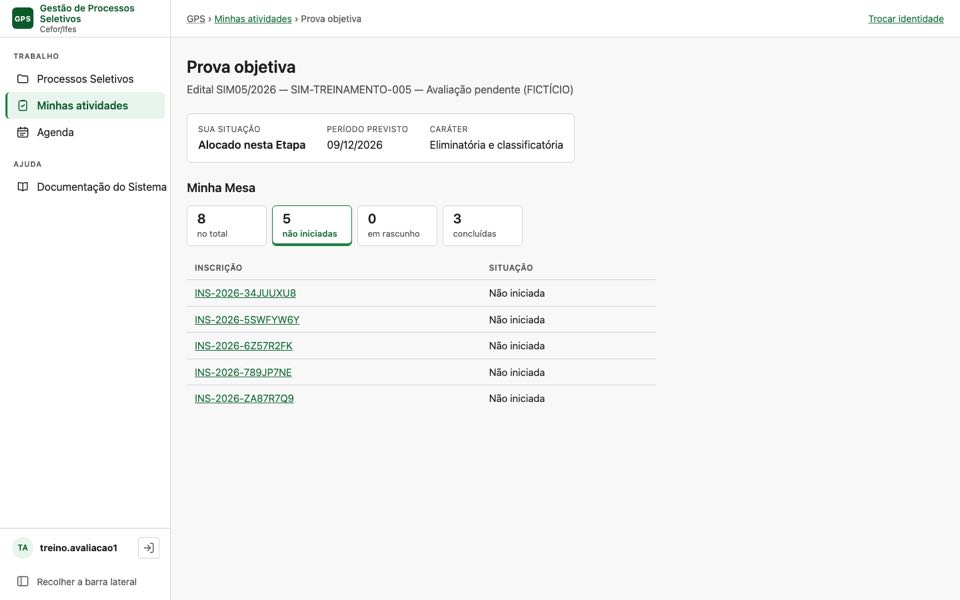 GPS
Gestão de Processos
Seletivos
Cefor/Ifes
GPS › Minhas atividades › Prova objetiva
Trocar identidade
TRABALHO
Processos Seletivos
Minhas atividades
Agenda
AJUDA
Documentação do Sistema
Prova objetiva
Edital SIM05/2026 — SIM-TREINAMENTO-005 — Avaliação pendente (FICTÍCIO)
SUA SITUAÇÃO PERÍODO PREVISTO CARÁTER
Alocado nesta Etapa 09/12/2026 Eliminatória e classificatória
Minha Mesa
8 5 0 3
no total não iniciadas em rascunho concluídas
INSCRIÇÃO SITUAÇÃO
INS-2026-34JUUXU8 Não iniciada
INS-2026-5SWFYW6Y Não iniciada
INS-2026-6Z57R2FK Não iniciada
INS-2026-789JP7NE Não iniciada
INS-2026-ZA87R7Q9 Não iniciada
TA treino.avaliacao1
Recolher a barra lateral